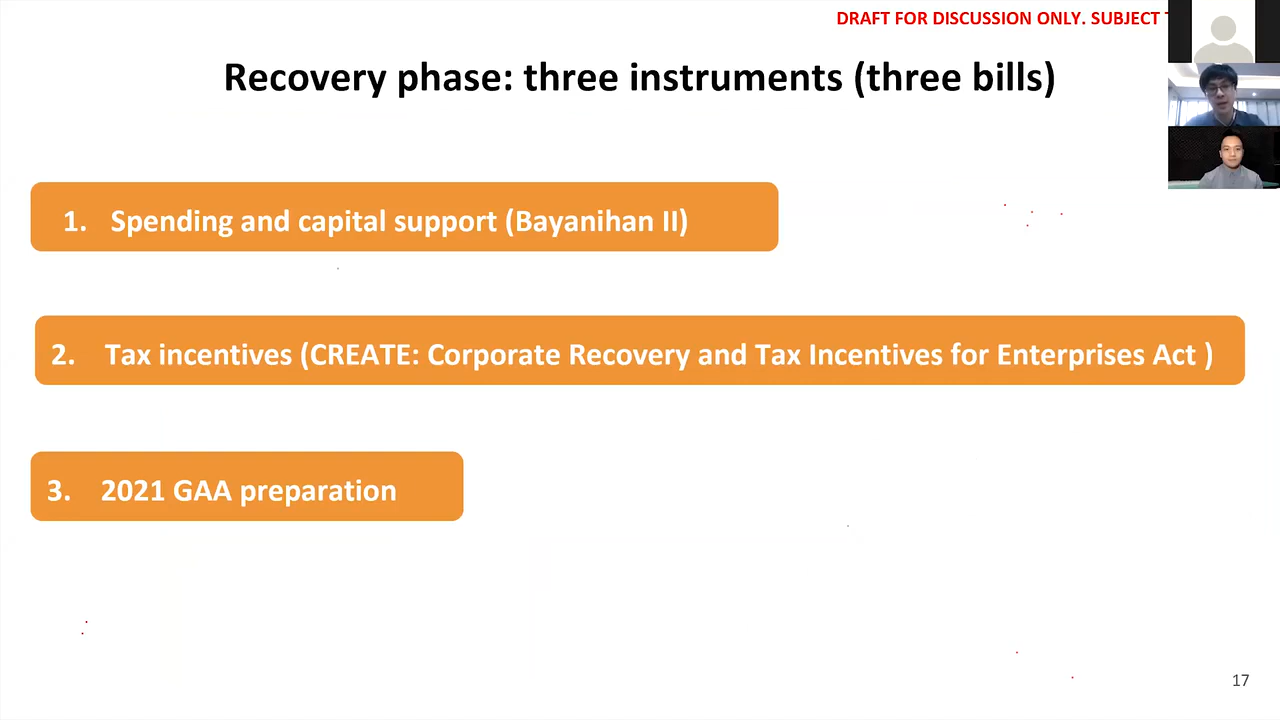 DRAFT FOR DISCUSSION ONLY. SUBJECT
Recovery phase: three instruments (three bills)
1. Spending and capital support (Bayanihan II)
2. Tax incentives (CREATE: Corporate Recovery and Tax Incentives for Enterprises Act )
3. 2021 GAA preparation
17